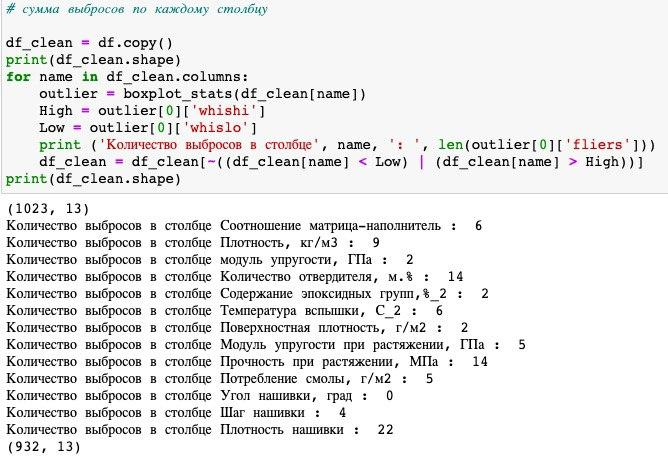 # сумма выбросов по каждому столбцу
df_clean = df.copy()
print(df_clean.shape)
for name in df_clean.columns:
    outlier = boxplot_stats(df_clean[name])
    High = outlier[0]['whishi']
    Low = outlier[0]['whislo']
    print ('Количество выбросов в столбце', name, ': ', len(outlier[0]['fliers']))
    df_clean = df_clean[~((df_clean[name] < Low) | (df_clean[name] > High))]
print(df_clean.shape)
(1023, 13)
Количество выбросов в столбце Соотношение матрица-наполнитель :  6
Количество выбросов в столбце Плотность, кг/м3 :  9
Количество выбросов в столбце модуль упругости, ГПа :  2
Количество выбросов в столбце Количество отвердителя, м.% :  14
Количество выбросов в столбце Содержание эпоксидных групп,%_2 :  2
Количество выбросов в столбце Температура вспышки, С_2 :  6
Количество выбросов в столбце Поверхностная плотность, г/м2 :  2
Количество выбросов в столбце Модуль упругости при растяжении, ГПа :  5
Количество выбросов в столбце Прочность при растяжении, МПа :  14
Количество выбросов в столбце Потребление смолы, г/м2 :  5
Количество выбросов в столбце Угол нашивки, град :  0
Количество выбросов в столбце Шаг нашивки :  4
Количество выбросов в столбце Плотность нашивки :  22
(932, 13)